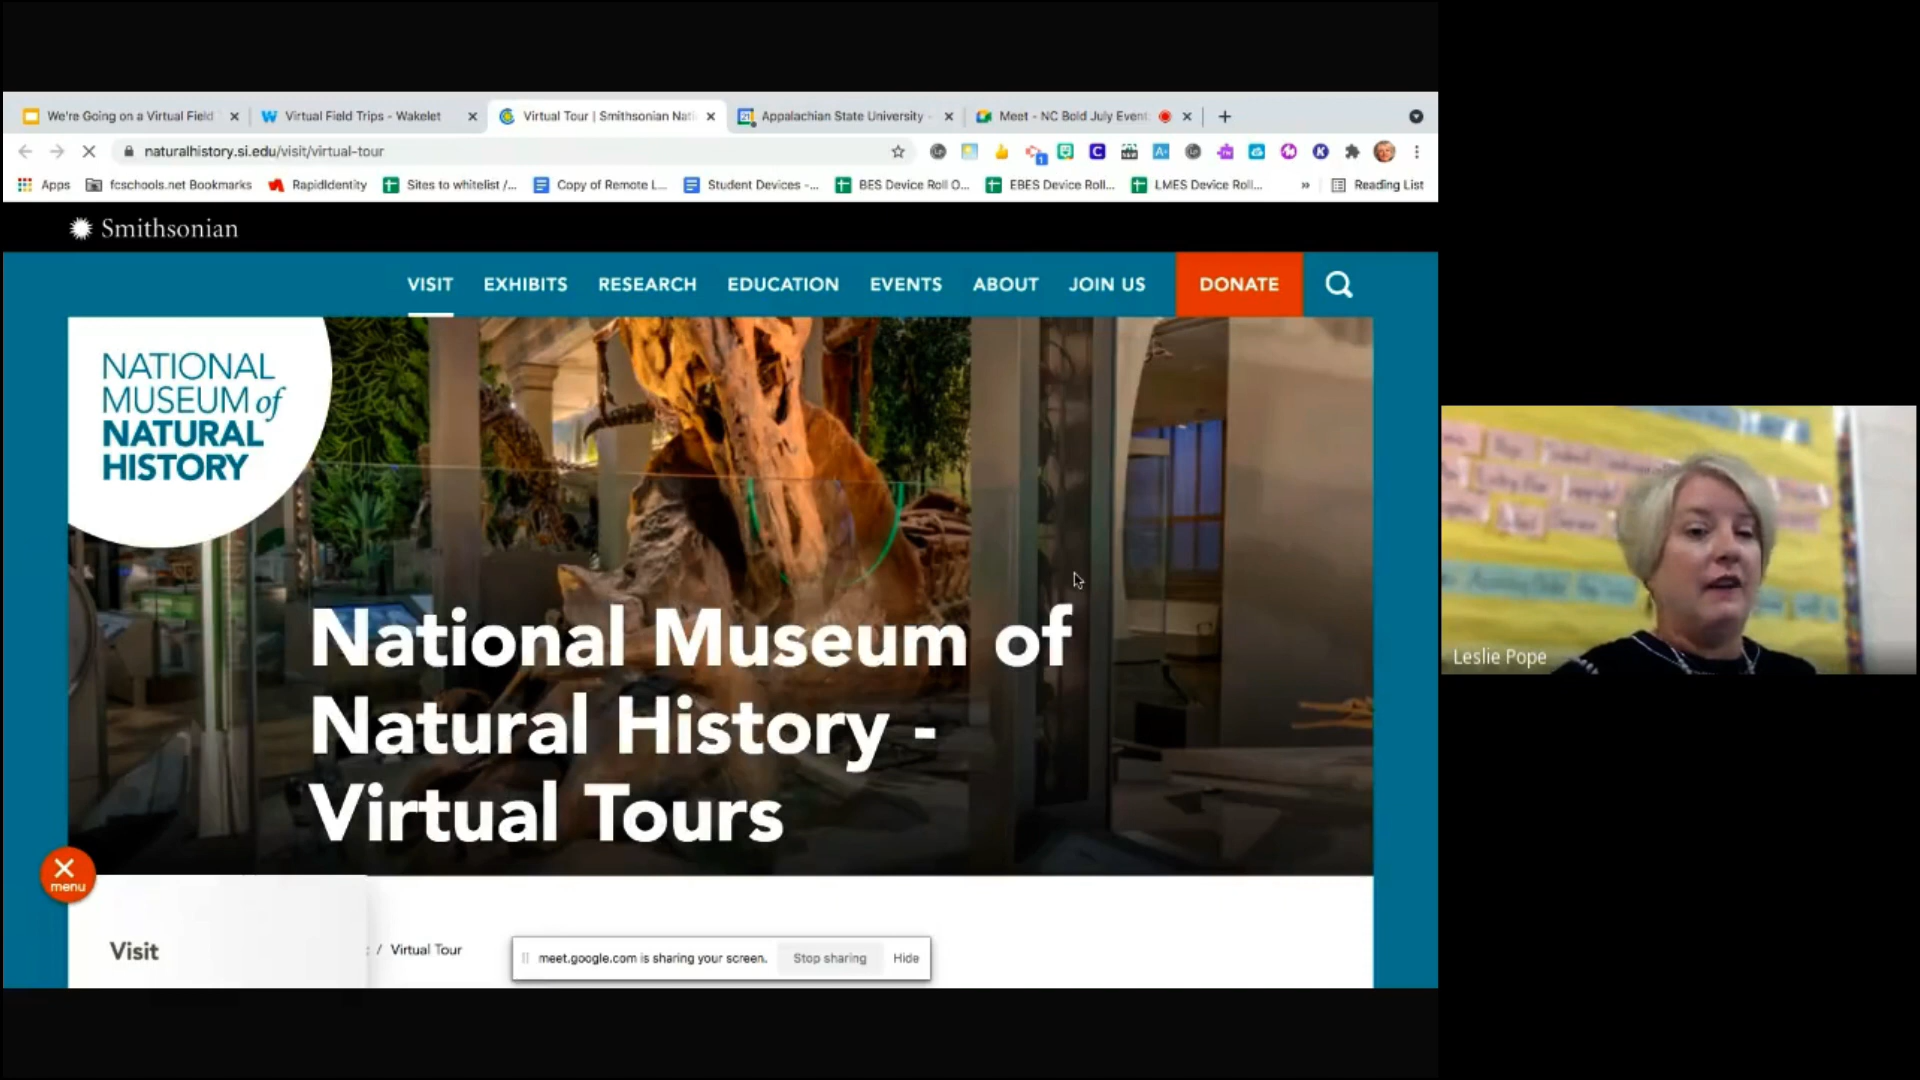 We're Going on a Virtual Field
Virtual Field Trips - Wakelet
Virtual Tour | Smithsonian Nati
Appalachian State University -
Meet - NC Bold July Event
naturalhistory.si.edu/visit/virtual-tour
Apps
fcschools.net Bookmarks
RapidIdentity
Sites to whitelist /...
Copy of Remote L...
Student Devices -...
BES Device Roll O...
EBES Device Roll...
LMES Device Roll...
»
Reading List
Smithsonian
VISIT
EXHIBITS
RESEARCH
EDUCATION
EVENTS
ABOUT
JOIN US
DONATE
NATIONAL
MUSEUM of
NATURAL
HISTORY
National Museum of
Natural History -
Virtual Tours
menu
Visit
/ Virtual Tour
meet.google.com is sharing your screen.
Stop sharing
Hide
Leslie Pope